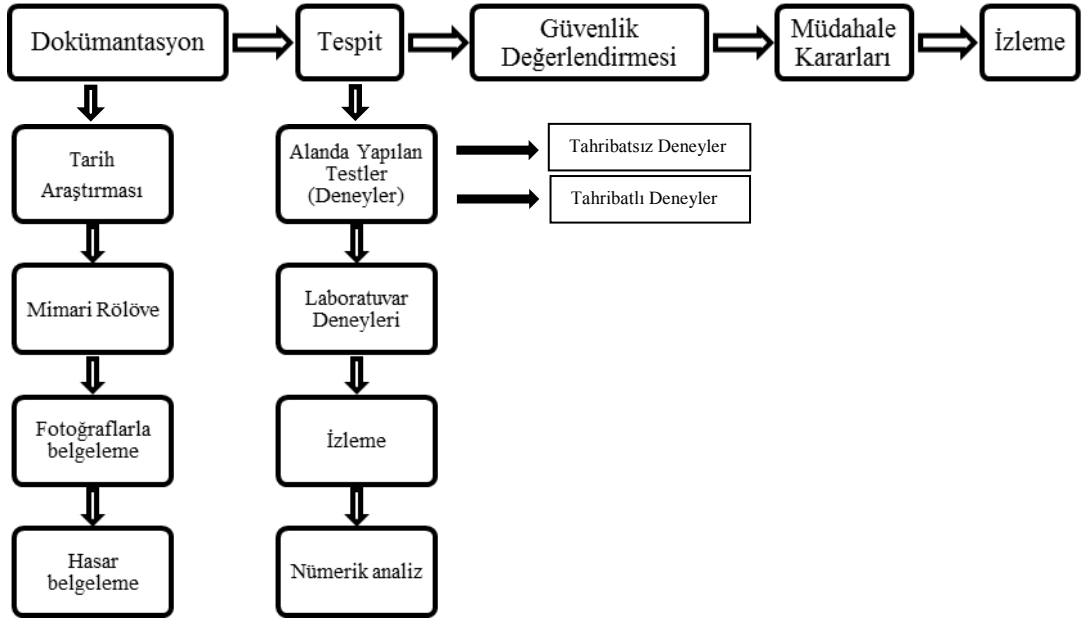 Dokümantasyon
Tespit
Güvenlik
Değerlendirmesi
Müdahale
Kararları
İzleme
Tarih
Araştırması
Mimari Rölöve
Fotoğraflarla
belgeleme
Hasar
belgeleme
Alanda Yapılan
Testler
(Deneyler)
Tahribatsız Deneyler
Tahribatlı Deneyler
Laboratuvar
Deneyleri
İzleme
Nümerik analiz